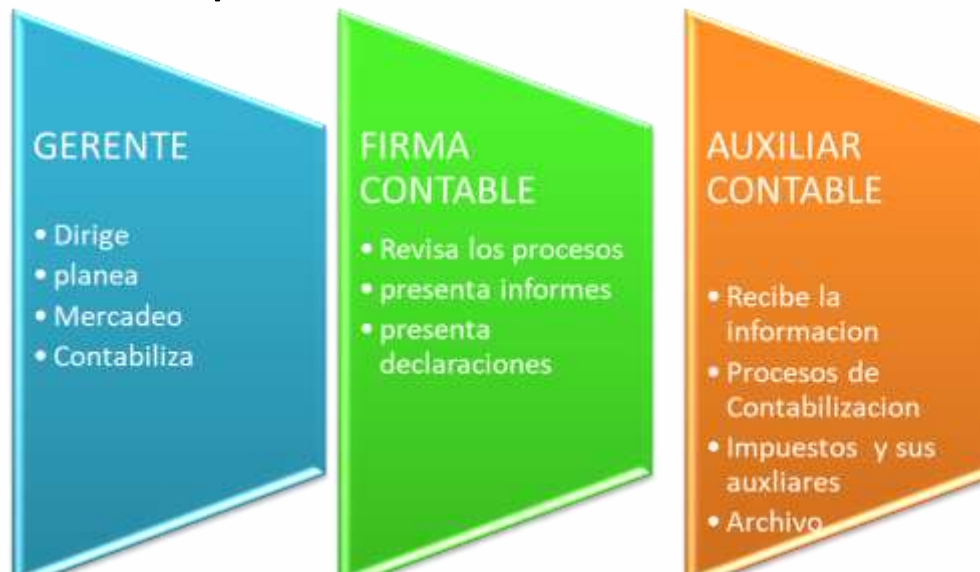 GERENTE
• Dirige
• planea
• Mercadeo
• Contabiliza
FIRMA
CONTABLE
• Revisa los procesos
• presenta informes
• presenta
declaraciones
AUXILIAR
CONTABLE
• Recibe la
informacion
• Procesos de
Contabilizacion
• Impuestos y sus
auxliares
• Archivo